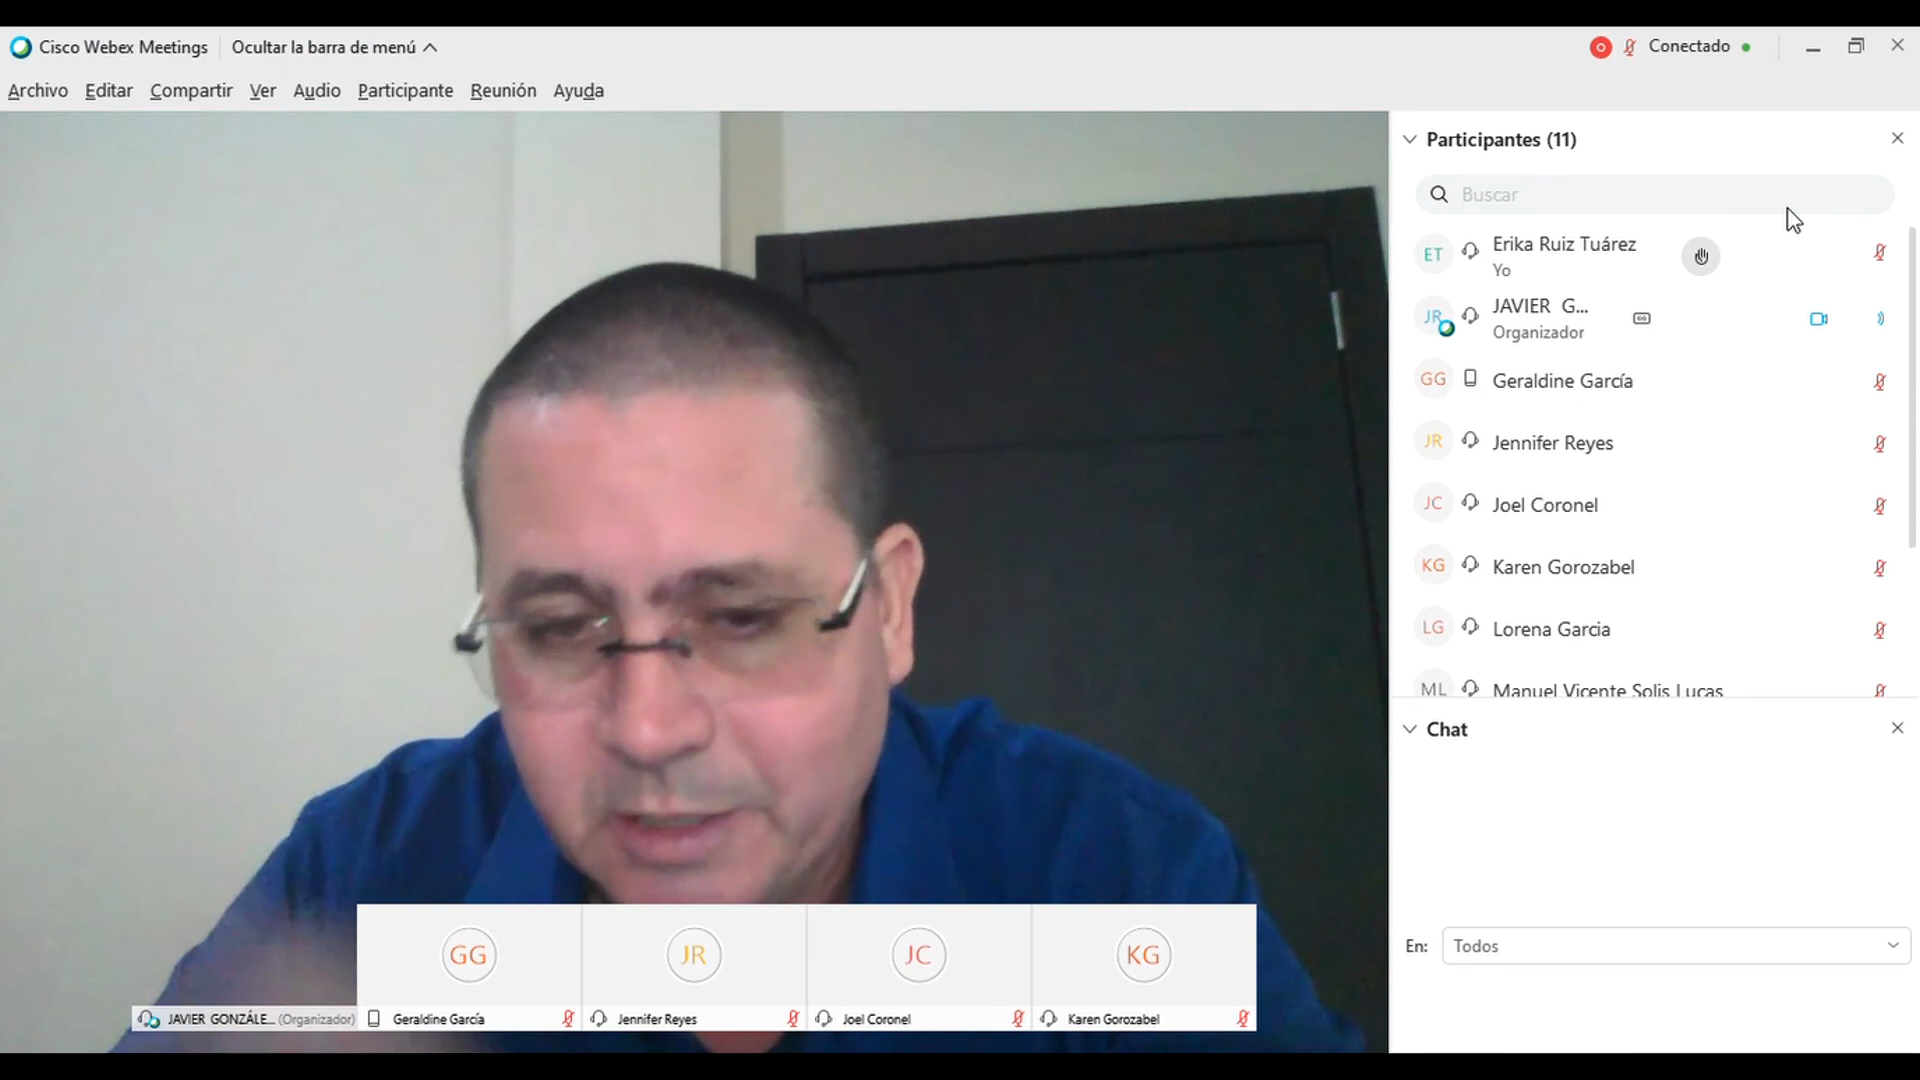 Cisco Webex Meetings
Ocultar la barra de menú
Conectado
Archivo Editar Compartir Ver Audio Participante Reunión Ayuda
Participantes (11)
Buscar
ET Erika Ruiz Tuárez
Yo
JR JAVIER G...
Organizador
GG Geraldine García
JR Jennifer Reyes
JC Joel Coronel
KG Karen Gorozabel
LG Lorena Garcia
ML Manuel Vicente Solis Lucas
Chat
En: Todos
GG JR JC KG
JAVIER GONZÁLE... (Organizador) Geraldine García Jennifer Reyes Joel Coronel Karen Gorozabel